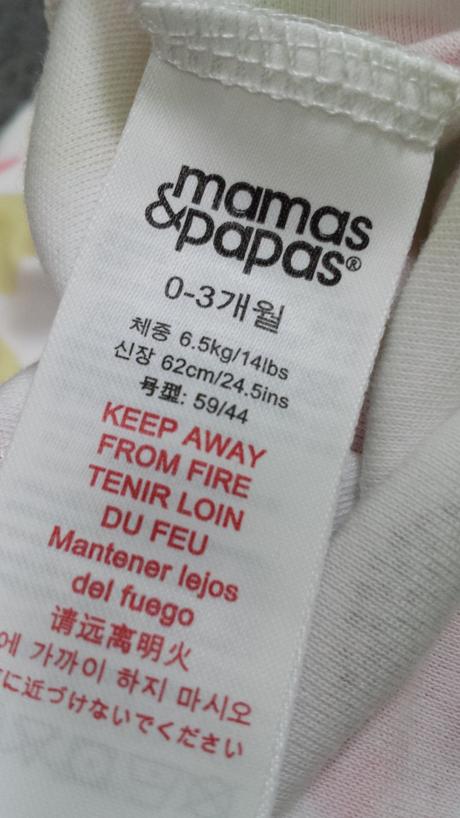 mamas
&papas®
0-3개월
체중 6.5kg/14lbs
신장 62cm/24.5ins
号型: 59/44
KEEP AWAY
FROM FIRE
TENIR LOIN
DU FEU
Mantener lejos
del fuego
请远离明火
에 가까이 하지 마시오
に近づけないでください